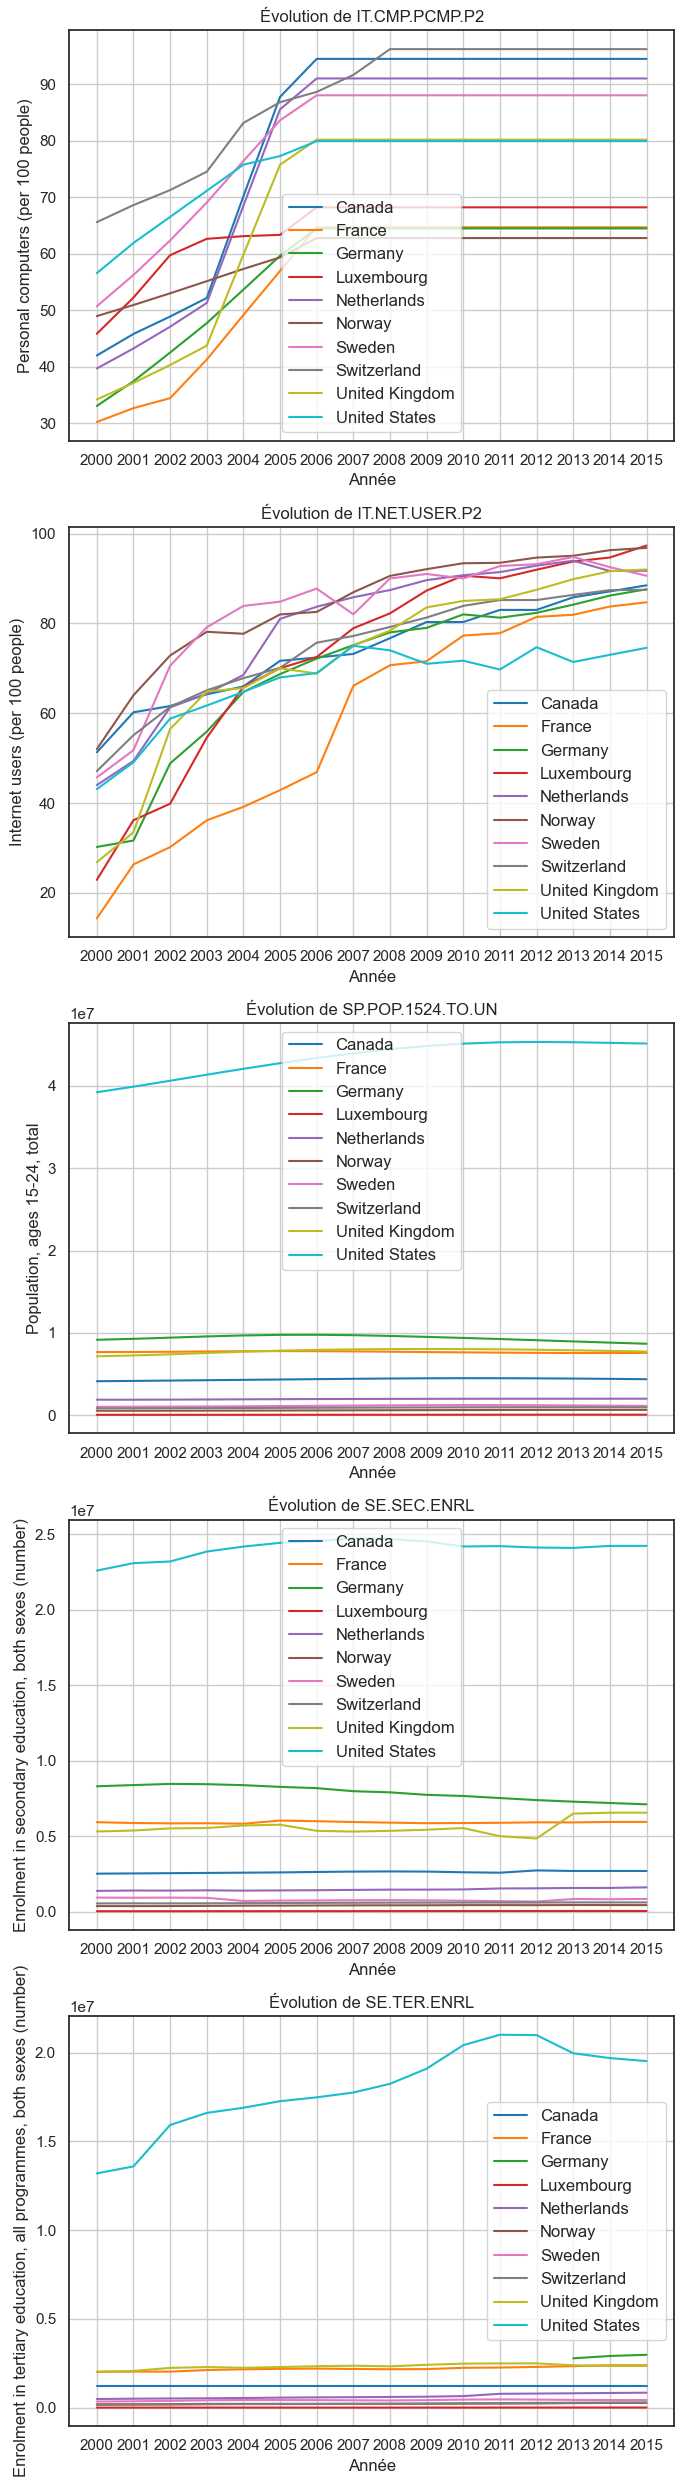 Évolution de IT.CMP.PCMP.P2
Personal computers (per 100 people)
90
80
70
60
50
40
30
Canada
France
Germany
Luxembourg
Netherlands
Norway
Sweden
Switzerland
United Kingdom
United States
2000 2001 2002 2003 2004 2005 2006 2007 2008 2009 2010 2011 2012 2013 2014 2015
Année
Évolution de IT.NET.USER.P2
Internet users (per 100 people)
100
80
60
40
20
Canada
France
Germany
Luxembourg
Netherlands
Norway
Sweden
Switzerland
United Kingdom
United States
2000 2001 2002 2003 2004 2005 2006 2007 2008 2009 2010 2011 2012 2013 2014 2015
Année
Évolution de SP.POP.1524.TO.UN
1e7
Population, ages 15-24, total
4
3
2
1
0
Canada
France
Germany
Luxembourg
Netherlands
Norway
Sweden
Switzerland
United Kingdom
United States
2000 2001 2002 2003 2004 2005 2006 2007 2008 2009 2010 2011 2012 2013 2014 2015
Année
Évolution de SE.SEC.ENRL
1e7
Enrolment in secondary education, both sexes (number)
2.5
2.0
1.5
1.0
0.5
0.0
Canada
France
Germany
Luxembourg
Netherlands
Norway
Sweden
Switzerland
United Kingdom
United States
2000 2001 2002 2003 2004 2005 2006 2007 2008 2009 2010 2011 2012 2013 2014 2015
Année
Évolution de SE.TER.ENRL
1e7
Enrolment in tertiary education, all programmes, both sexes (number)
2.0
1.5
1.0
0.5
0.0
Canada
France
Germany
Luxembourg
Netherlands
Norway
Sweden
Switzerland
United Kingdom
United States
2000 2001 2002 2003 2004 2005 2006 2007 2008 2009 2010 2011 2012 2013 2014 2015
Année